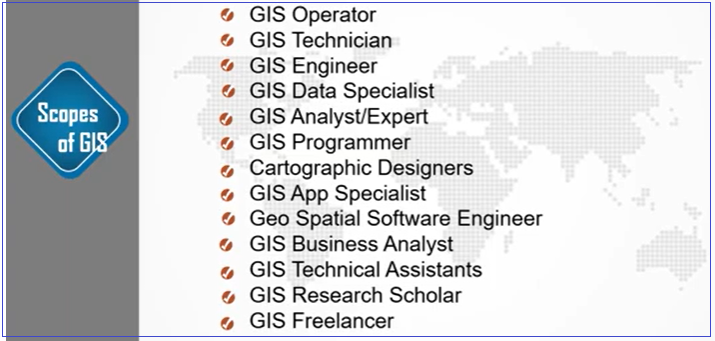 Scopes
of GIS
GIS Operator
GIS Technician
GIS Engineer
GIS Data Specialist
GIS Analyst/Expert
GIS Programmer
Cartographic Designers
GIS App Specialist
Geo Spatial Software Engineer
GIS Business Analyst
GIS Technical Assistants
GIS Research Scholar
GIS Freelancer